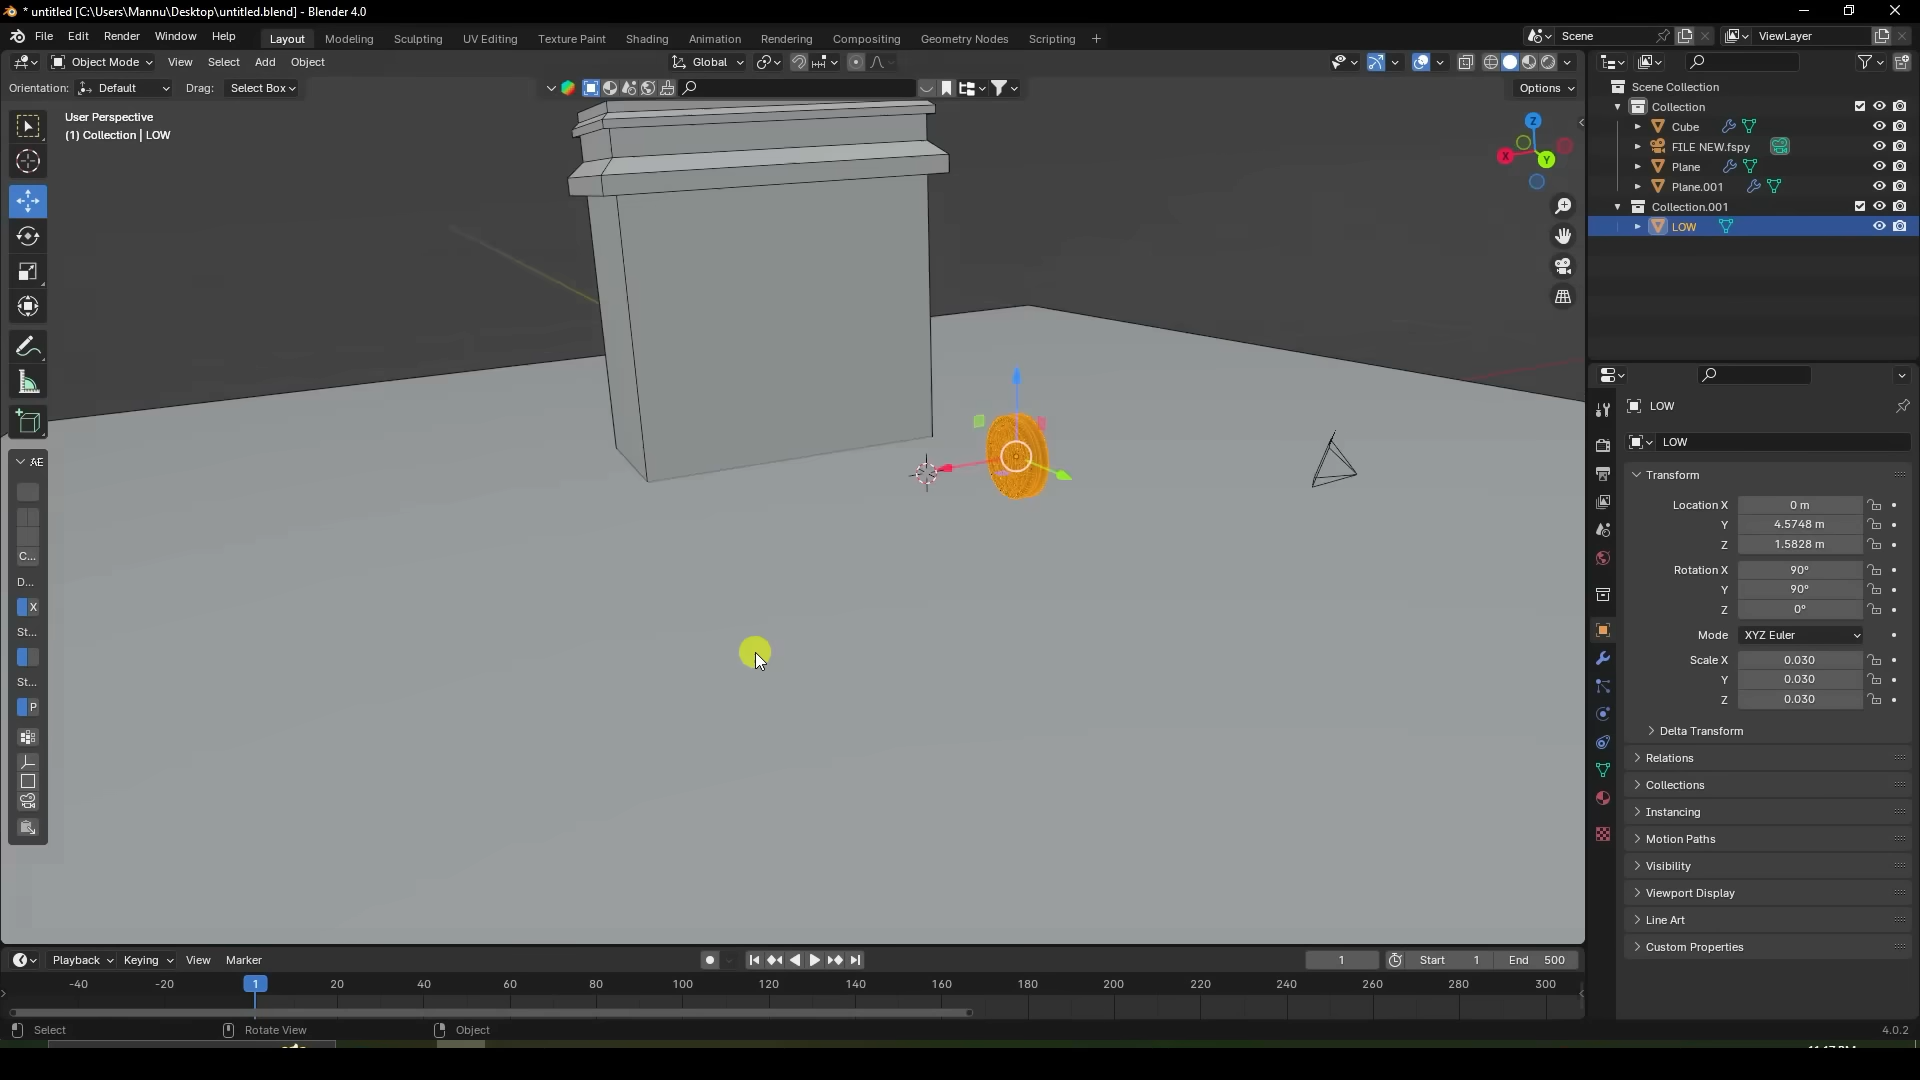 * untitled [C:\Users\Mannu\Desktop\untitled.blend] - Blender 4.0
File Edit Render Window Help
Layout Modeling Sculpting UV Editing Texture Paint Shading Animation Rendering Compositing Geometry Nodes Scripting +
Scene ViewLayer
Object Mode View Select Add Object
Global
Orientation: Default Drag: Select Box
Options
User Perspective
(1) Collection | LOW
Z
X
Y
Scene Collection
Collection
Cube
FILE NEW.fspy
Plane
Plane.001
Collection.001
LOW
AE
C...
D...
X
St...
St...
P
LOW
LOW
Transform
Location X 0 m
Y 4.5748 m
Z 1.5828 m
Rotation X 90°
Y 90°
Z 0°
Mode XYZ Euler
Scale X 0.030
Y 0.030
Z 0.030
Delta Transform
Relations
Collections
Instancing
Motion Paths
Visibility
Viewport Display
Line Art
Custom Properties
Playback Keying View Marker
1 Start 1 End 500
-40 -20 1 20 40 60 80 100 120 140 160 180 200 220 240 260 280 300
Select Rotate View Object
4.0.2